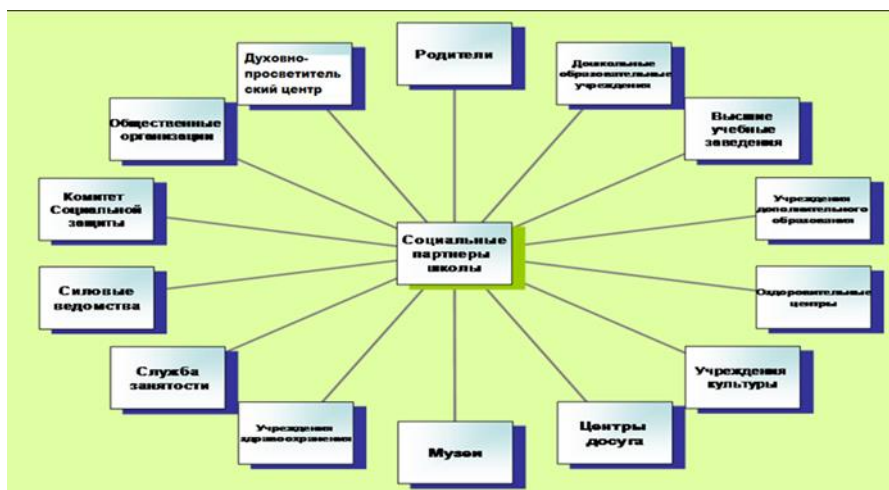 Родители
Дошкольные
образовательные
учреждения
Высшие
учебные
заведения
Учреждения
дополнительного
образования
Оздоровительные
центры
Учреждения
культуры
Центры
досуга
Музеи
Учреждения
здравоохранения
Служба
занятости
Силовые
ведомства
Комитет
Социальной
защиты
Общественные
организации
Духовно-
просветитель
ский центр
Социальные
партнеры
школы